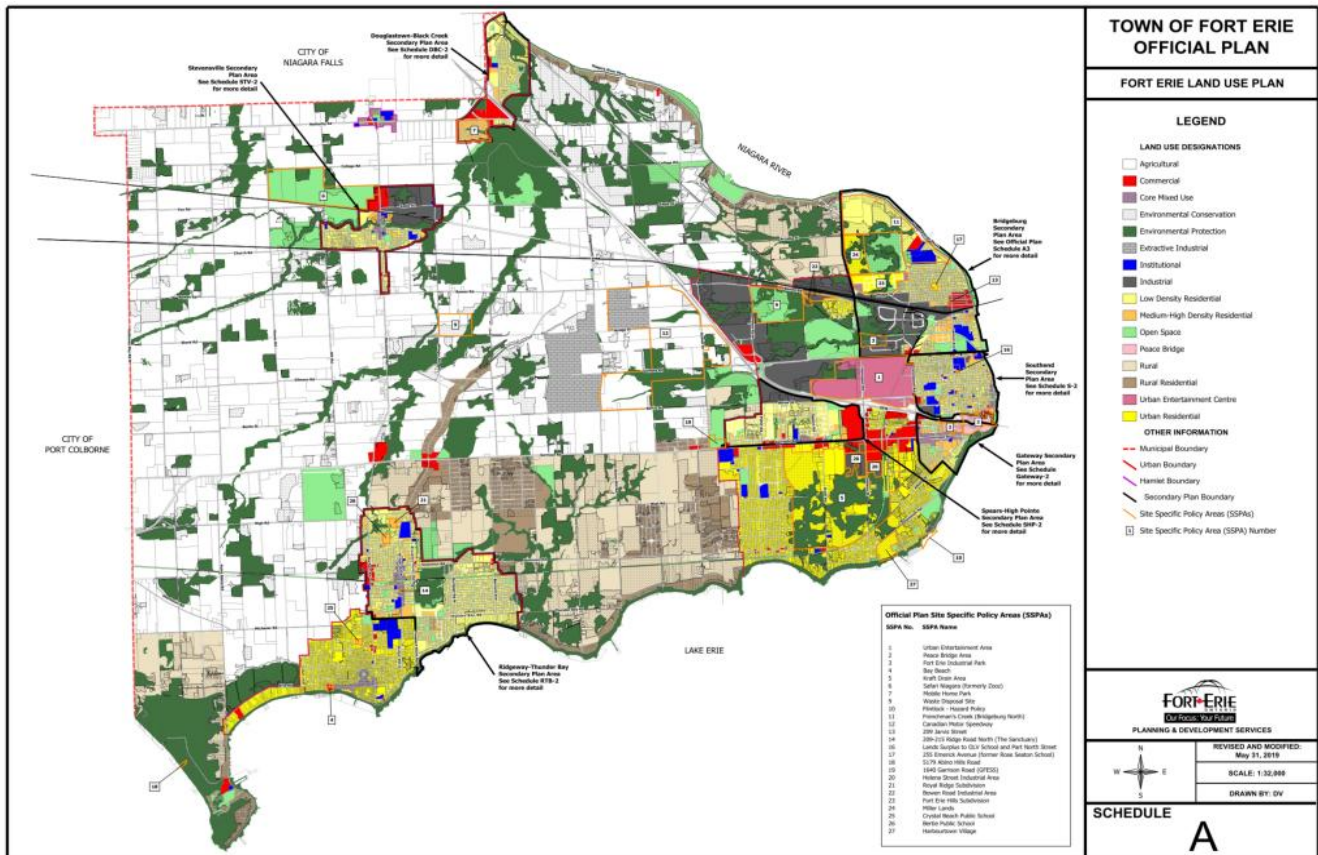 TOWN OF FORT ERIE
OFFICIAL PLAN
FORT ERIE LAND USE PLAN
LEGEND
LAND USE DESIGNATIONS
Agricultural
Commercial
Core Mixed Use
Environmental Conservation
Environmental Protection
Extractive Industrial
Institutional
Industrial
Low Density Residential
Medium-High Density Residential
Open Space
Peace Bridge
Rural
Rural Residential
Urban Entertainment Centre
Urban Residential
OTHER INFORMATION
Municipal Boundary
Urban Boundary
Hamlet Boundary
Secondary Plan Boundary
Site Specific Policy Areas (SSPAs)
Site Specific Policy Area (SSPA) Number
CITY OF
NIAGARA FALLS
Douglastown-Black Creek
Secondary Plan Area
See Schedule DBC-2
for more detail
Stevensville Secondary
Plan Area
See Schedule STV-2
for more detail
NIAGARA RIVER
Bridgeburg
Secondary
Plan Area
See Official Plan
Schedule A3
for more detail
Southend
Secondary
Plan Area
See Schedule S-2
for more detail
Gateway Secondary
Plan Area
See Schedule
Gateway-2
for more detail
Spears-High Pointe
Secondary Plan Area
See Schedule SHP-2
for more detail
CITY OF
PORT COLBORNE
LAKE ERIE
Ridgeway-Thunder Bay
Secondary Plan Area
See Schedule RTB-2
for more detail
Official Plan Site Specific Policy Areas (SSPAs)
SSPA No. SSPA Name
1 Urban Entertainment Area
2 Peace Bridge Area
3 Fort Erie Industrial Park
4 Bay Beach
5 Kraft Drain Area
6 Safari Niagara (formerly Zooz)
7 Mobile Home Park
9 Waste Disposal Site
10 Flintlock - Hazard Policy
11 Frenchman's Creek (Bridgeburg North)
12 Canadian Motor Speedway
13 209 Jarvis Street
14 209-215 Ridge Road North (The Sanctuary)
16 Lands Surplus to OLV School and Part North Street
17 255 Emerick Avenue (former Rose Seaton School)
18 5179 Abino Hills Road
19 1640 Garrison Road (GFESS)
20 Helena Street Industrial Area
21 Royal Ridge Subdivision
22 Bowen Road Industrial Area
23 Fort Erie Hills Subdivision
24 Miller Lands
25 Crystal Beach Public School
26 Bertie Public School
27 Harbourtown Village
FORT ERIE
ONTARIO
Our Focus: Your Future
PLANNING & DEVELOPMENT SERVICES
N
W E
S
REVISED AND MODIFIED:
May 31, 2019
SCALE: 1:32,000
DRAWN BY: DV
SCHEDULE
A